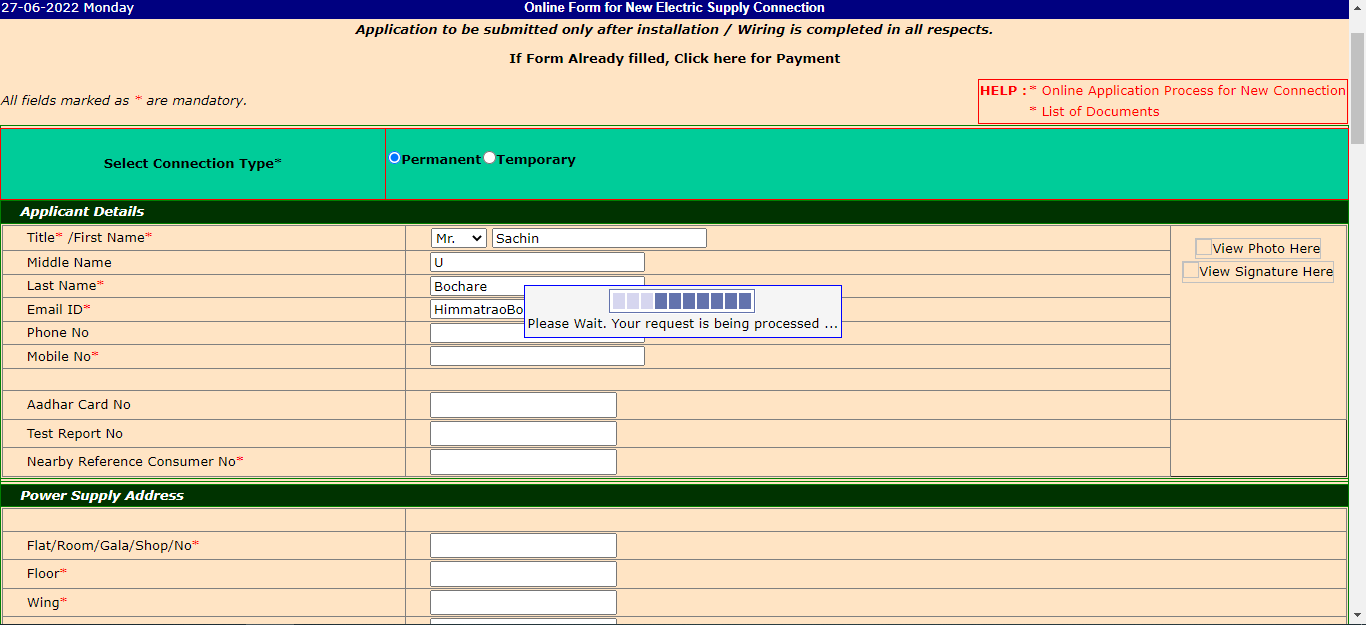 27-06-2022 Monday Online Form for New Electric Supply Connection
Application to be submitted only after installation / Wiring is completed in all respects.
If Form Already filled, Click here for Payment
All fields marked as * are mandatory.
HELP : * Online Application Process for New Connection
* List of Documents
Select Connection Type* Permanent Temporary
Applicant Details
Title* /First Name* Mr. Sachin
View Photo Here
Middle Name U
View Signature Here
Last Name* Bochare
Email ID* HimmatraoBo
Please Wait. Your request is being processed ...
Phone No
Mobile No*
Aadhar Card No
Test Report No
Nearby Reference Consumer No*
Power Supply Address
Flat/Room/Gala/Shop/No*
Floor*
Wing*